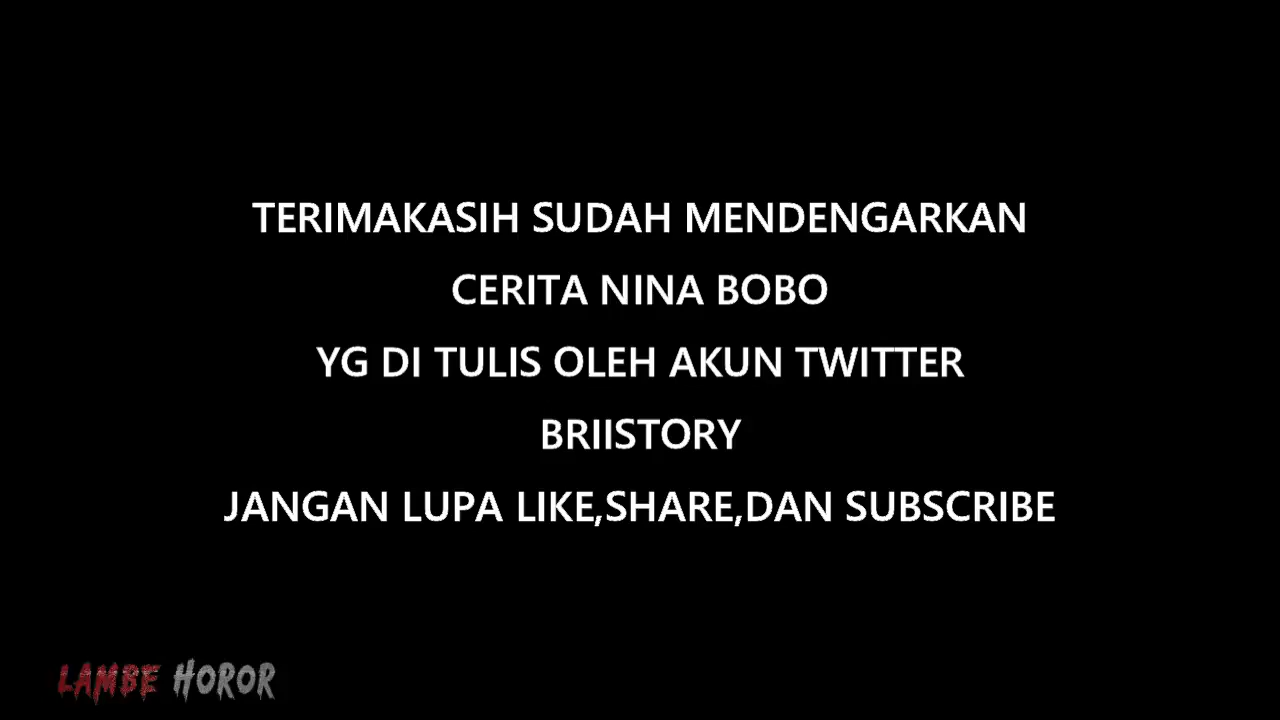 TERIMAKASIH SUDAH MENDENGARKAN
CERITA NINA BOBO
YG DI TULIS OLEH AKUN TWITTER
BRIISTORY
JANGAN LUPA LIKE,SHARE,DAN SUBSCRIBE
LAMBE HOROR